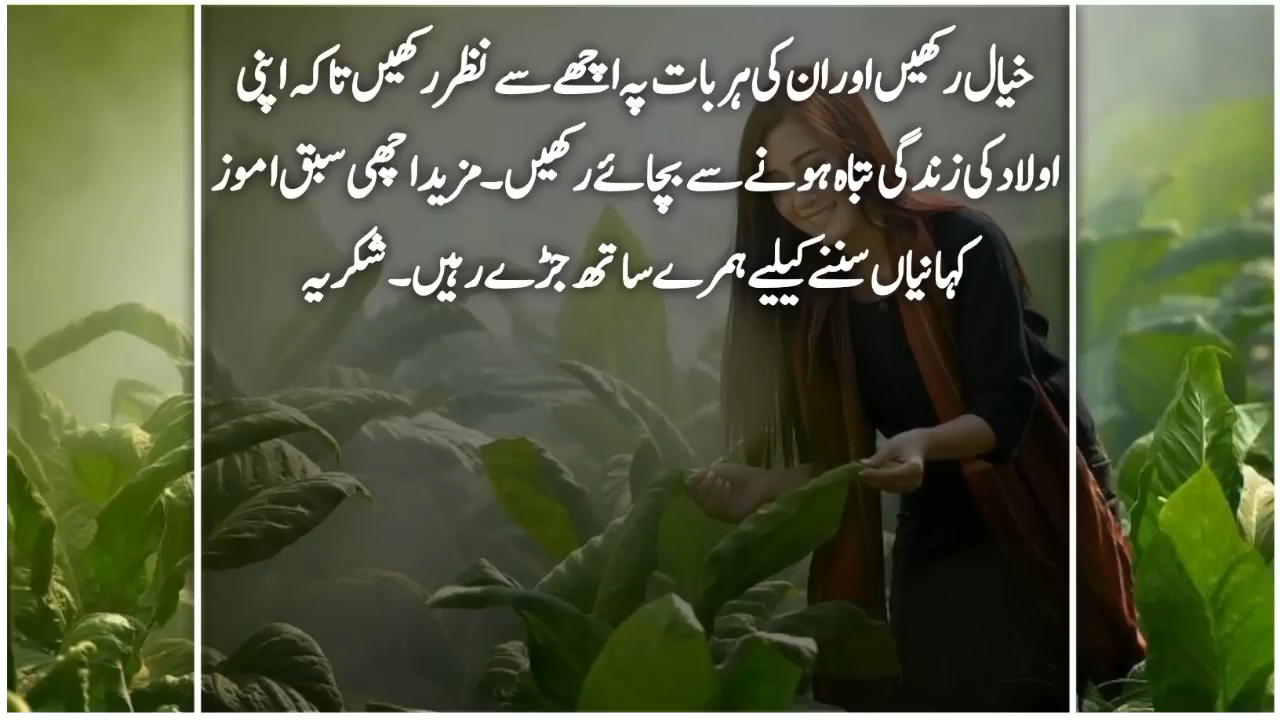 خیال رکھیں اور ان کی ہر بات پہ اچھے سے نظر رکھیں تاکہ اپنی
اولاد کی زندگی تباہ ہونے سے بچائے رکھیں۔ مزید اچھی سبق اموز
کہانیاں سننے کیلیے ہمرے ساتھ جڑے رہیں۔ شکریہ